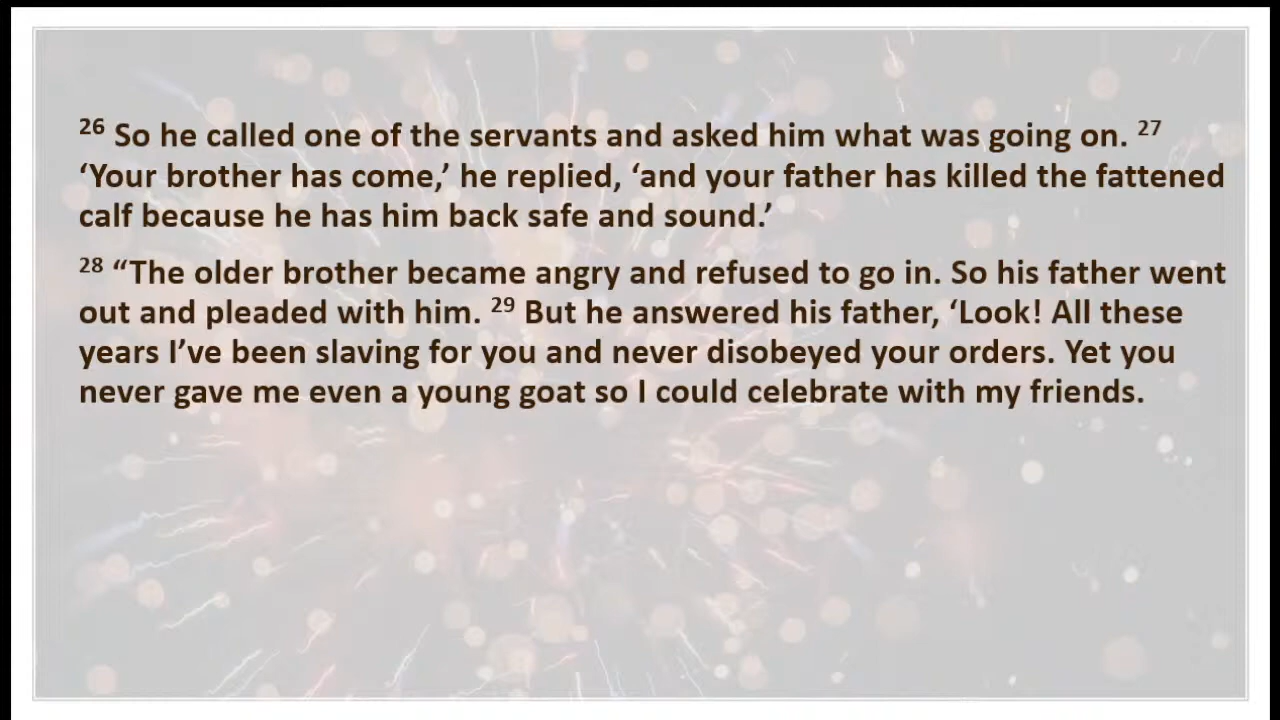 26 So he called one of the servants and asked him what was going on. 27
‘Your brother has come,’ he replied, ‘and your father has killed the fattened
calf because he has him back safe and sound.’
28 “The older brother became angry and refused to go in. So his father went
out and pleaded with him. 29 But he answered his father, ‘Look! All these
years I’ve been slaving for you and never disobeyed your orders. Yet you
never gave me even a young goat so I could celebrate with my friends.